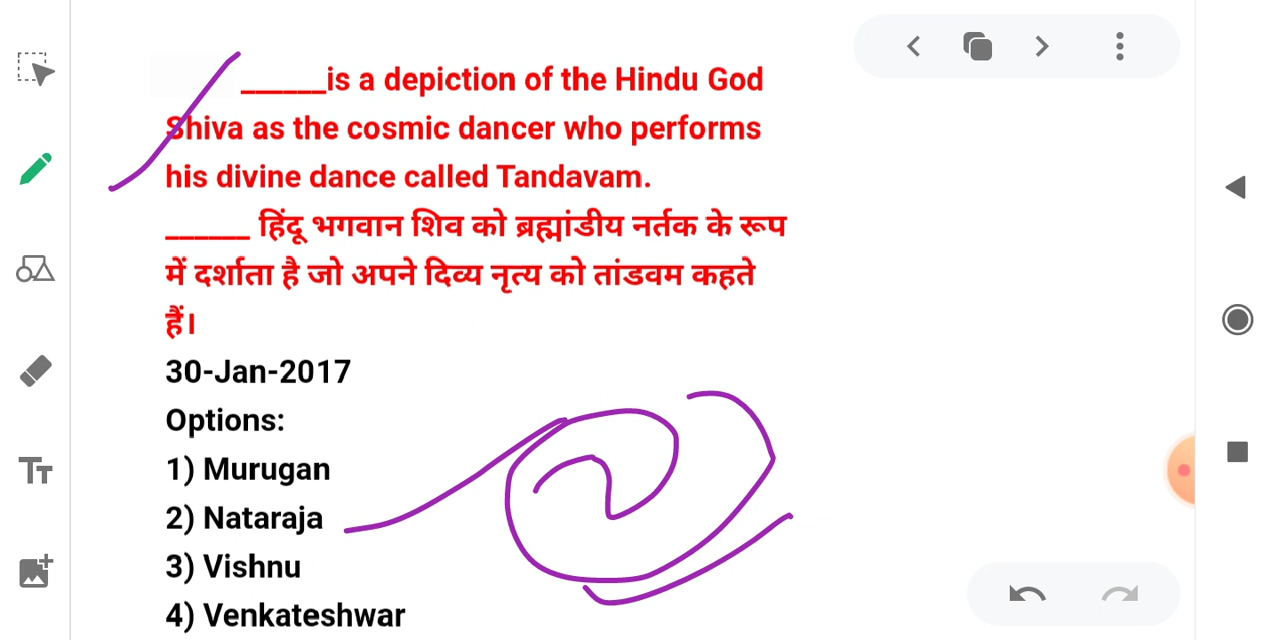 ______is a depiction of the Hindu God
Shiva as the cosmic dancer who performs
his divine dance called Tandavam.
______ हिंदू भगवान शिव को ब्रह्मांडीय नर्तक के रूप
में दर्शाता है जो अपने दिव्य नृत्य को तांडवम कहते
हैं।
30-Jan-2017
Options:
1) Murugan
2) Nataraja
3) Vishnu
4) Venkateshwar